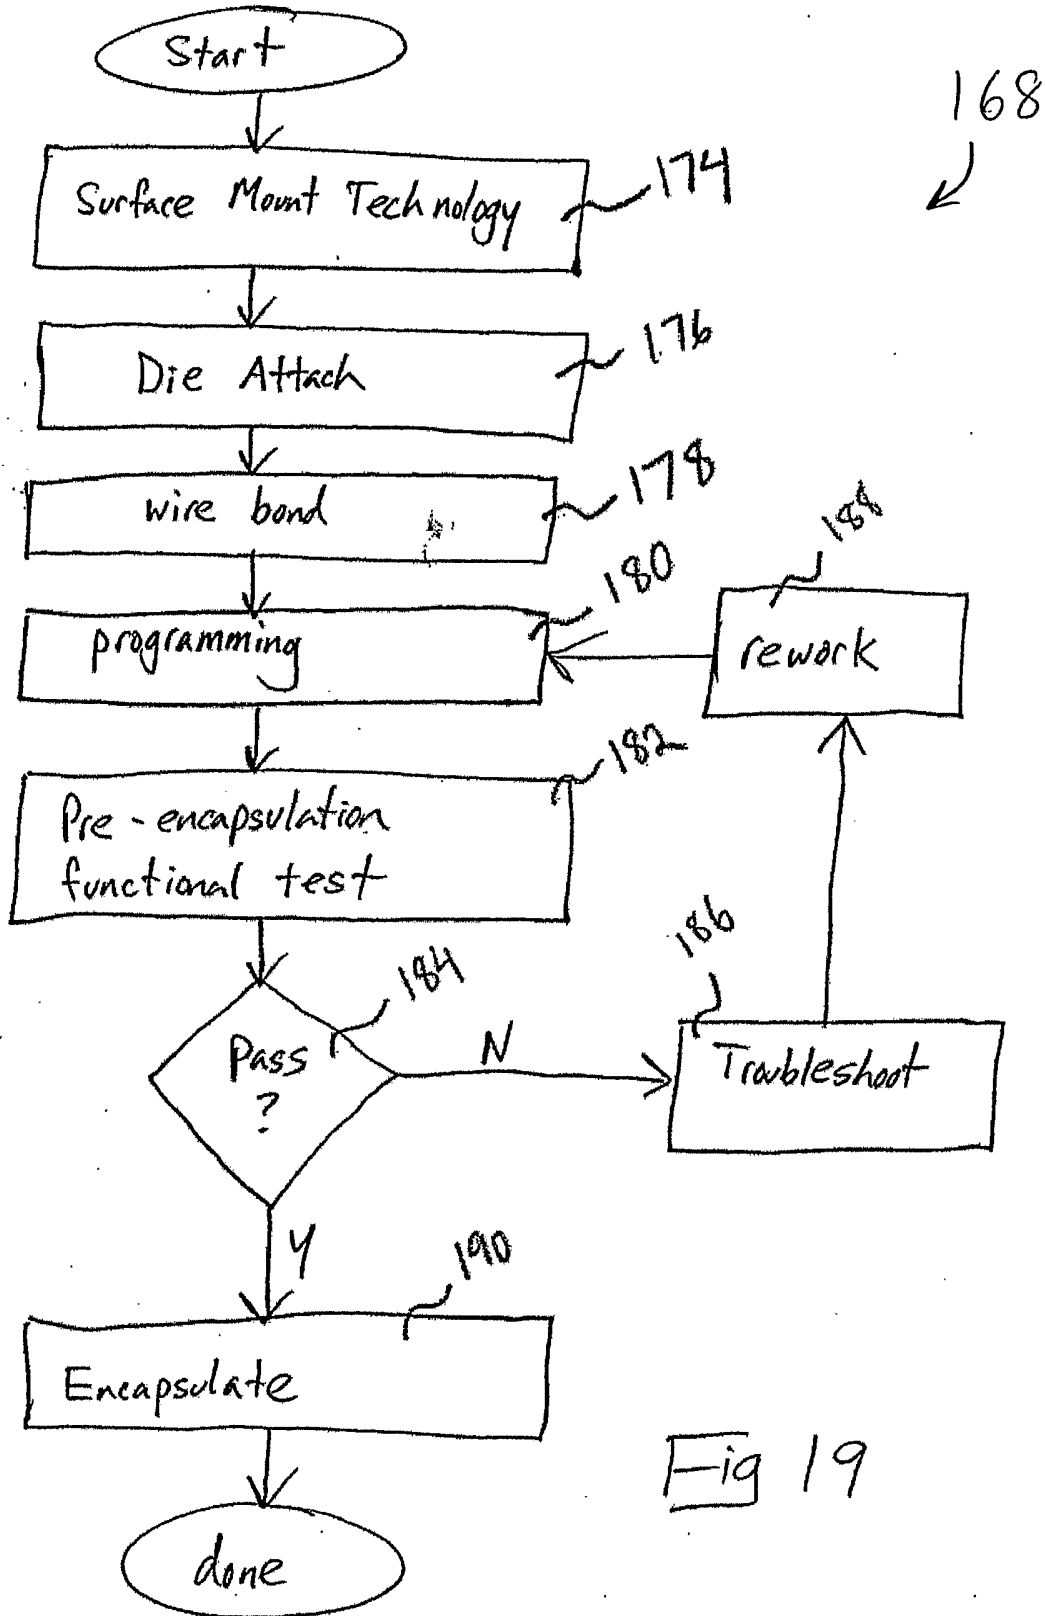 Start
168
Surface Mount Technology
174
Die Attach
176
wire bond
178
programming
180
rework
188
Pre-encapsulation
functional test
182
Pass
?
184
N
Troubleshoot
186
Y
Encapsulate
190
done
Fig 19